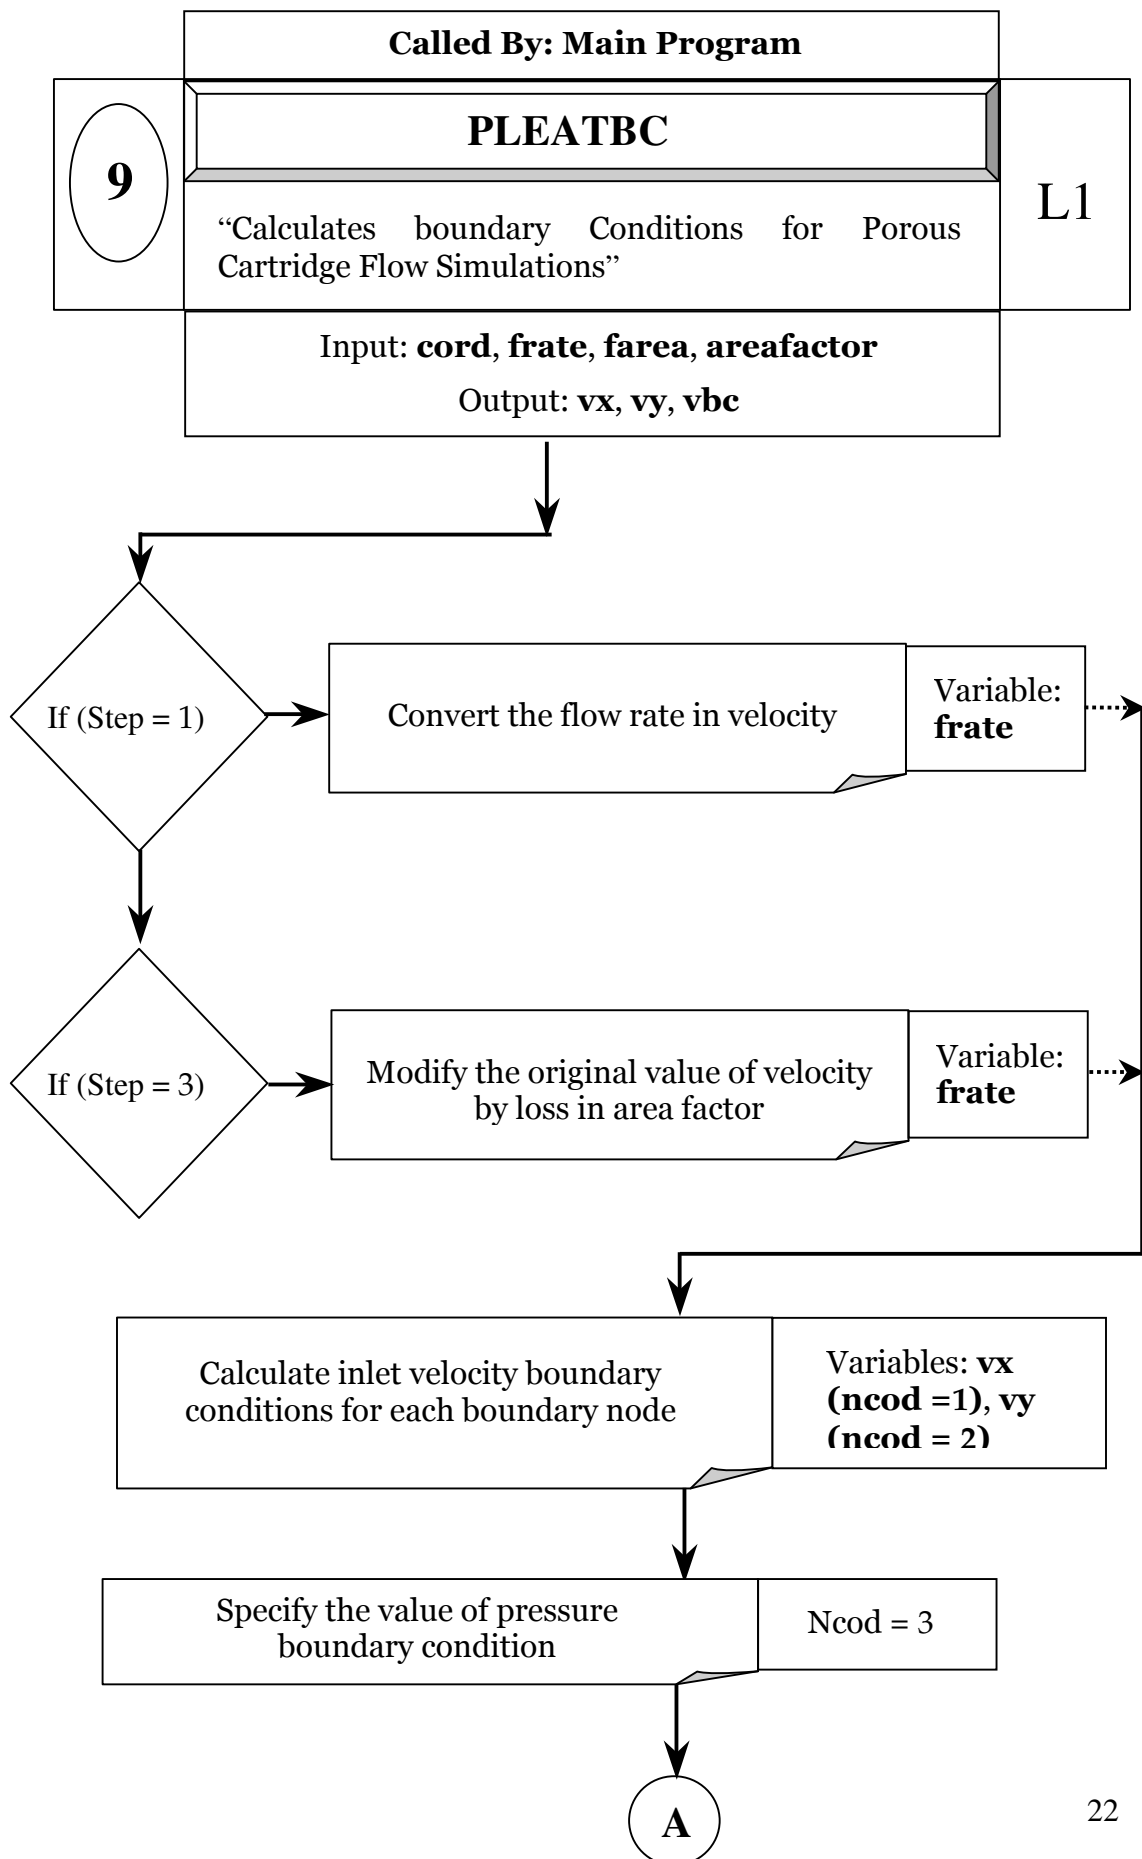 Called By: Main Program
9
PLEATBC
L1
“Calculates boundary Conditions for Porous
Cartridge Flow Simulations”
Input: cord, frate, farea, areafactor
Output: vx, vy, vbc
If (Step = 1)
Convert the flow rate in velocity
Variable:
frate
If (Step = 3)
Modify the original value of velocity
by loss in area factor
Variable:
frate
Calculate inlet velocity boundary
conditions for each boundary node
Variables: vx
(ncod =1), vy
(ncod = 2)
Specify the value of pressure
boundary condition
Ncod = 3
A
22